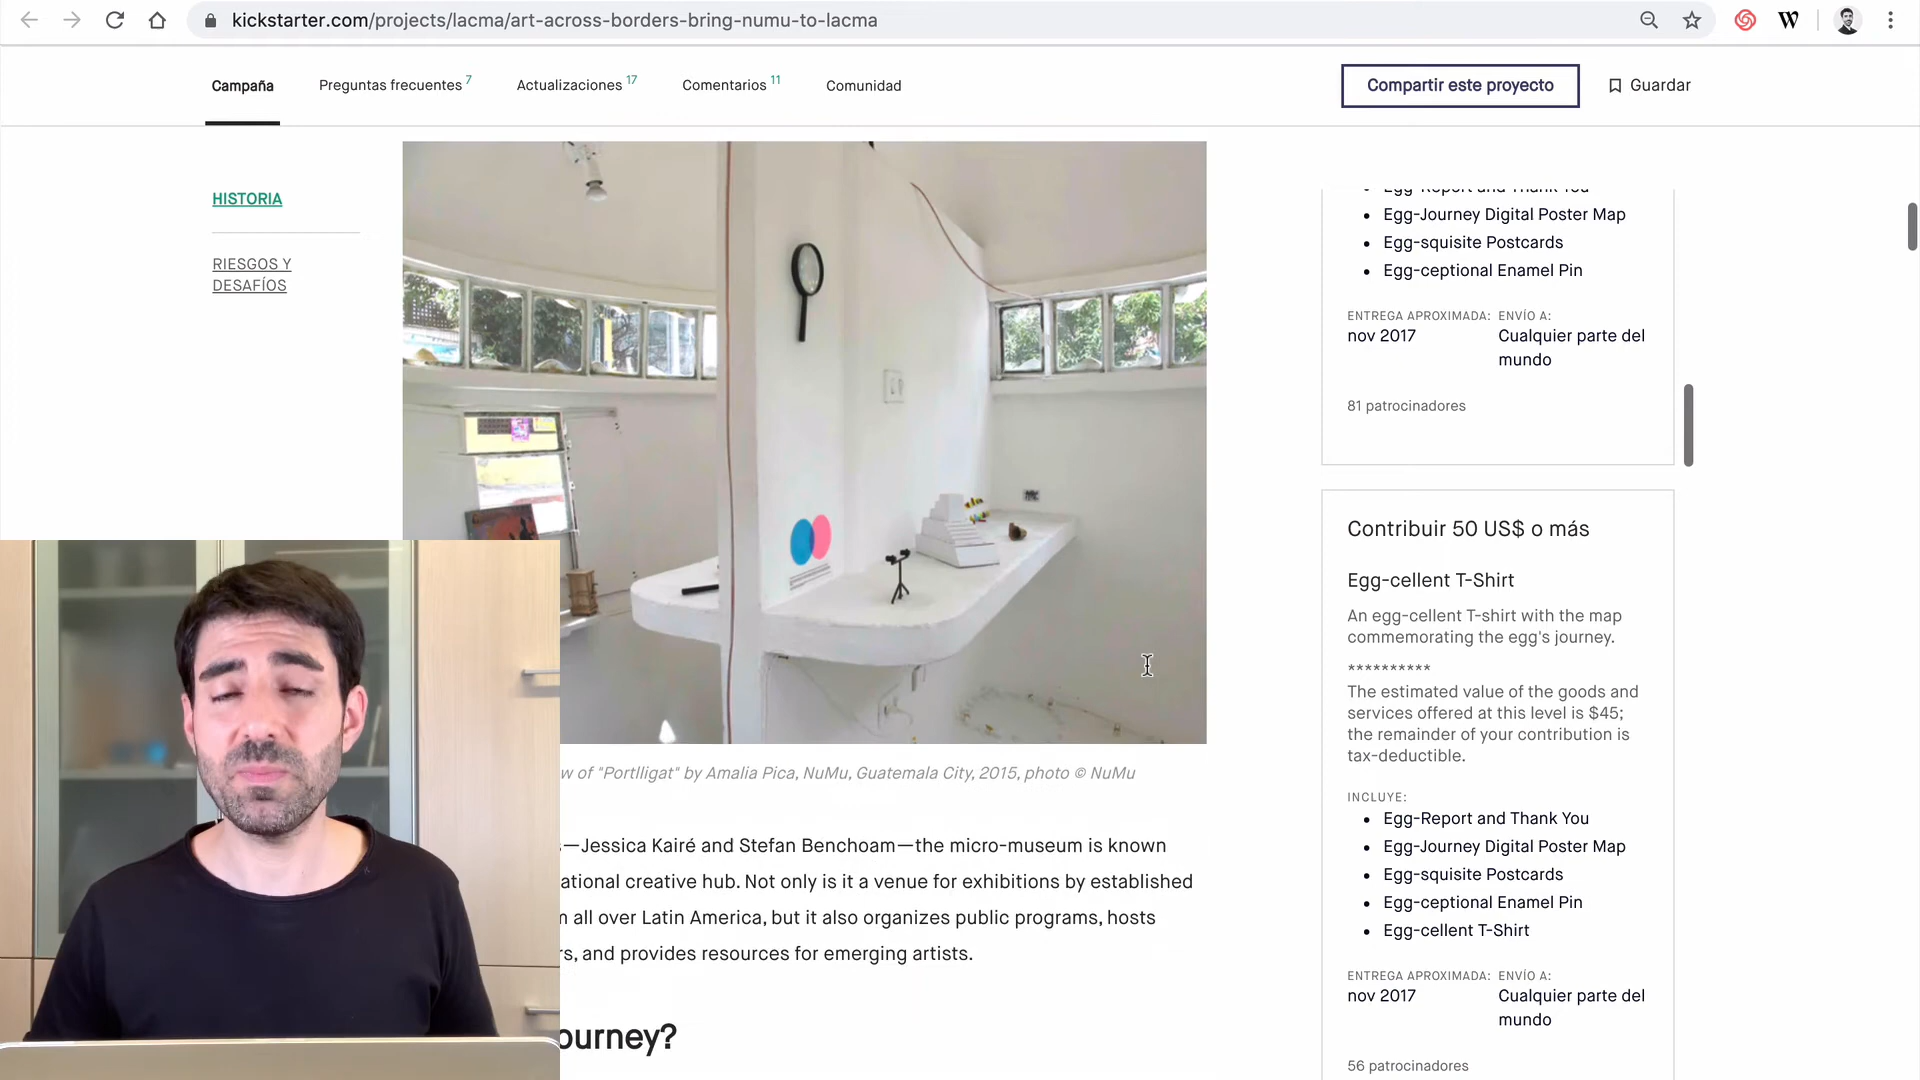 kickstarter.com/projects/lacma/art-across-borders-bring-numu-to-lacma
W
Campaña
Preguntas frecuentes 7
Actualizaciones 17
Comentarios 11
Comunidad
Compartir este proyecto
Guardar
HISTORIA
RIESGOS Y
DESAFÍOS
w of "Portlligat" by Amalia Pica, NuMu, Guatemala City, 2015, photo © NuMu
—Jessica Kairé and Stefan Benchoam—the micro-museum is known
ational creative hub. Not only is it a venue for exhibitions by established
all over Latin America, but it also organizes public programs, hosts
rs, and provides resources for emerging artists.
ourney?
Egg-Report and Thank You
Egg-Journey Digital Poster Map
Egg-squisite Postcards
Egg-ceptional Enamel Pin
ENTREGA APROXIMADA: ENVÍO A:
nov 2017 Cualquier parte del
mundo
81 patrocinadores
Contribuir 50 US$ o más
Egg-cellent T-Shirt
An egg-cellent T-shirt with the map
commemorating the egg's journey.
**********
The estimated value of the goods and
services offered at this level is $45;
the remainder of your contribution is
tax-deductible.
INCLUYE:
Egg-Report and Thank You
Egg-Journey Digital Poster Map
Egg-squisite Postcards
Egg-ceptional Enamel Pin
Egg-cellent T-Shirt
ENTREGA APROXIMADA: ENVÍO A:
nov 2017 Cualquier parte del
mundo
56 patrocinadores